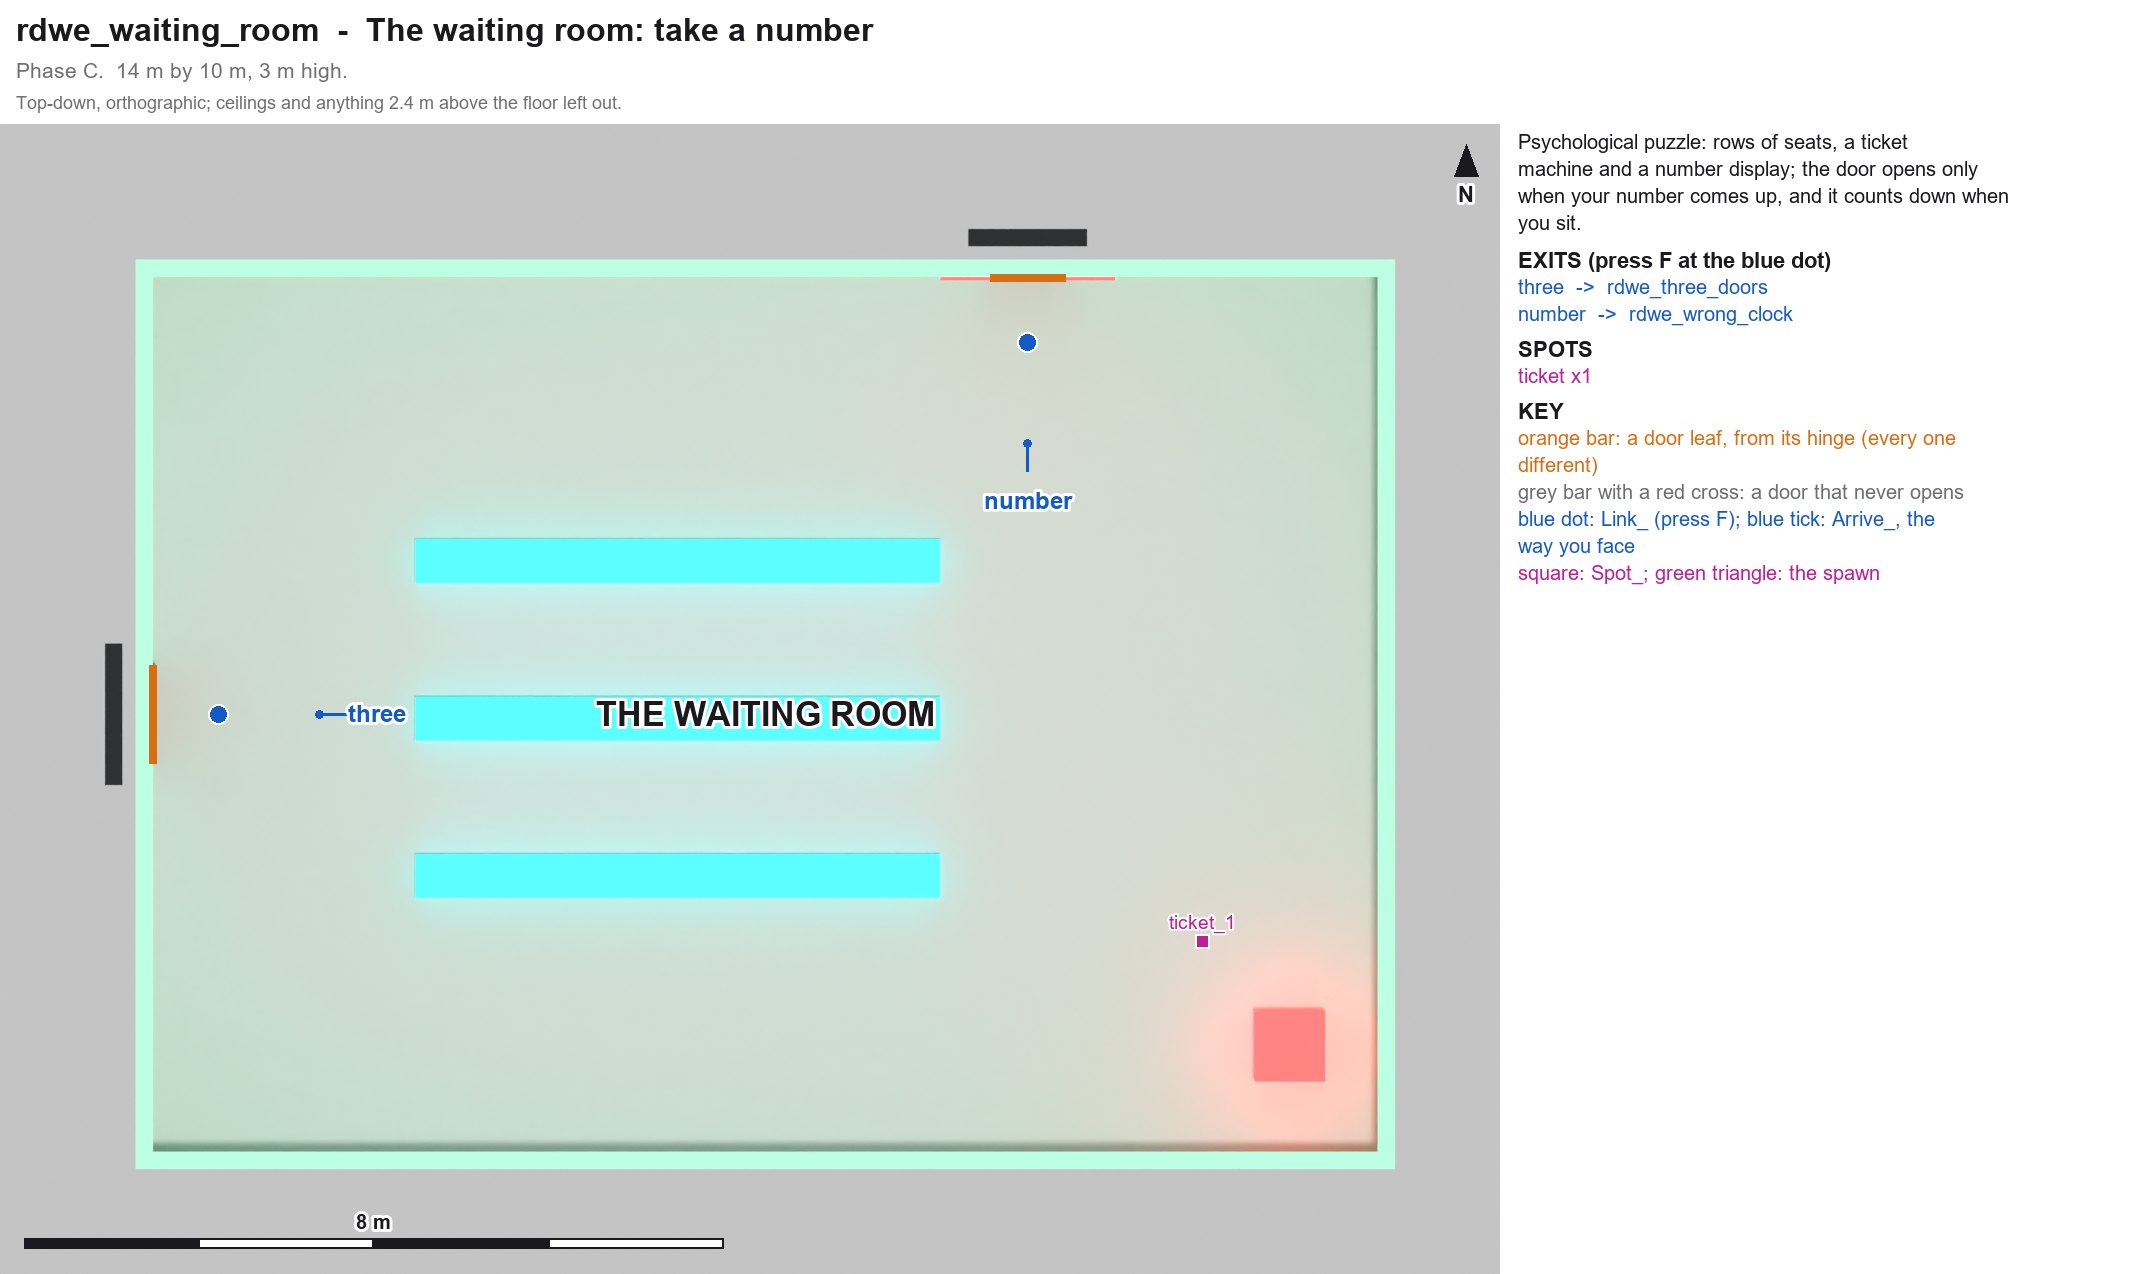 rdwe_waiting_room  -  The waiting room: take a number
Phase C.  14 m by 10 m, 3 m high.
Top-down, orthographic; ceilings and anything 2.4 m above the floor left out.
N
number
three
THE WAITING ROOM
ticket_1
8 m
Psychological puzzle: rows of seats, a ticket
machine and a number display; the door opens only
when your number comes up, and it counts down when
you sit.
EXITS (press F at the blue dot)
three  ->  rdwe_three_doors
number  ->  rdwe_wrong_clock
SPOTS
ticket x1
KEY
orange bar: a door leaf, from its hinge (every one
different)
grey bar with a red cross: a door that never opens
blue dot: Link_ (press F); blue tick: Arrive_, the
way you face
square: Spot_; green triangle: the spawn